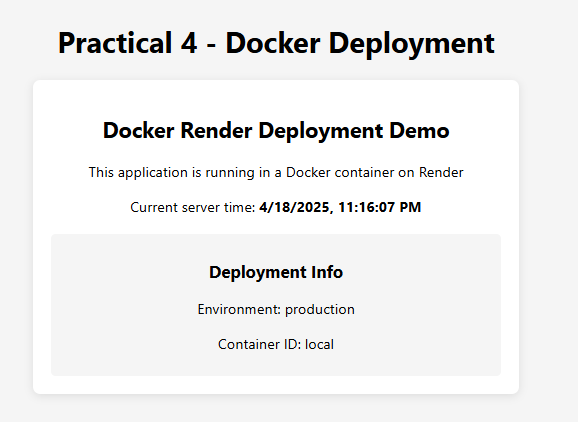 Practical 4 - Docker Deployment
Docker Render Deployment Demo
This application is running in a Docker container on Render
Current server time: 4/18/2025, 11:16:07 PM
Deployment Info
Environment: production
Container ID: local